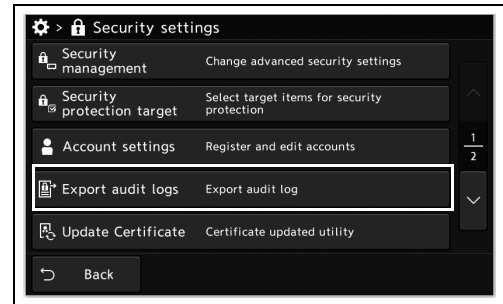 > Security settings
Security
management
Change advanced security settings
Security
protection target
Select target items for security
protection
Account settings
Register and edit accounts
1
2
Export audit logs
Export audit log
Update Certificate
Certificate updated utility
Back